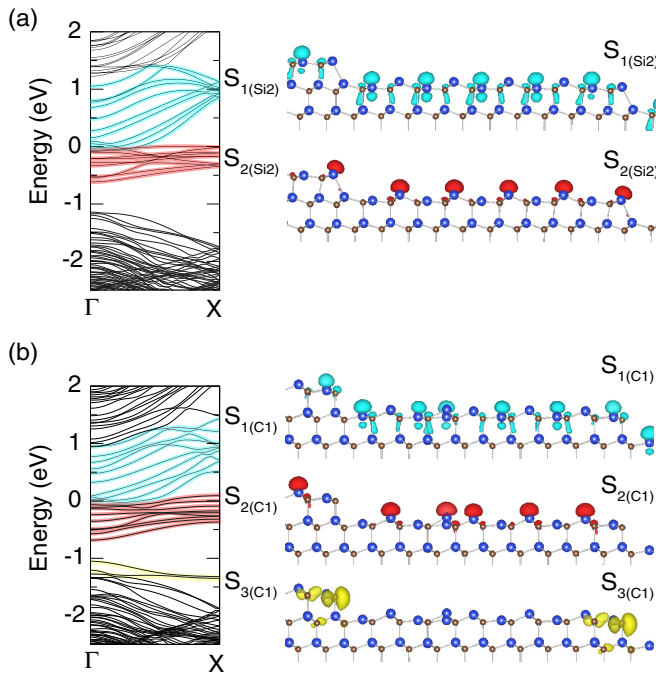 (a)
2
1
0
-1
-2
Energy (eV)
Γ
X
S1(Si2)
S2(Si2)
S1(Si2)
S2(Si2)
(b)
2
1
0
-1
-2
Energy (eV)
Γ
X
S1(C1)
S2(C1)
S3(C1)
S1(C1)
S2(C1)
S3(C1)